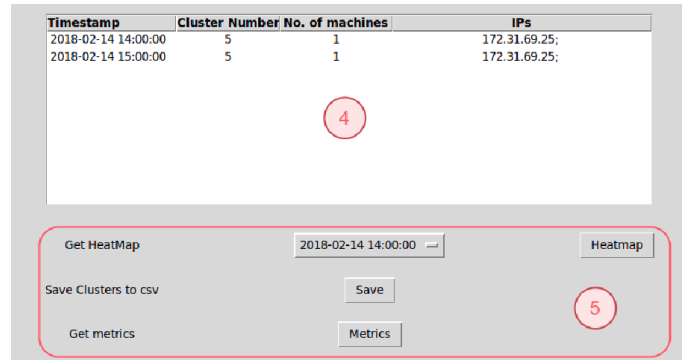 Timestamp Cluster Number No. of machines IPs
2018-02-14 14:00:00 5 1 172.31.69.25;
2018-02-14 15:00:00 5 1 172.31.69.25;
4
Get HeatMap 2018-02-14 14:00:00 Heatmap
Save Clusters to csv Save
5
Get metrics Metrics